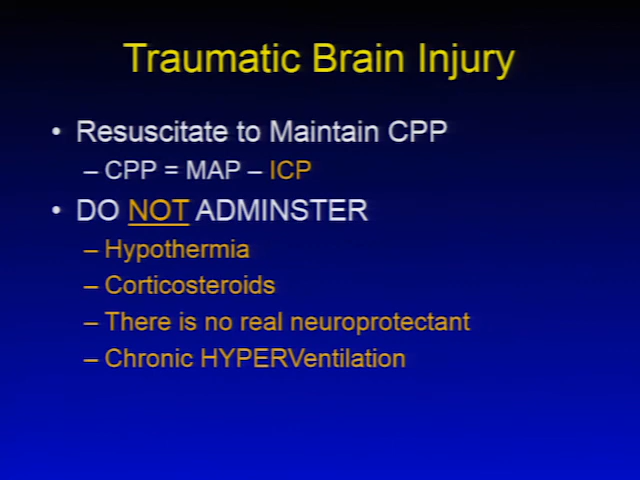 Traumatic Brain Injury
• Resuscitate to Maintain CPP
– CPP = MAP – ICP
• DO NOT ADMINSTER
– Hypothermia
– Corticosteroids
– There is no real neuroprotectant
– Chronic HYPERVentilation